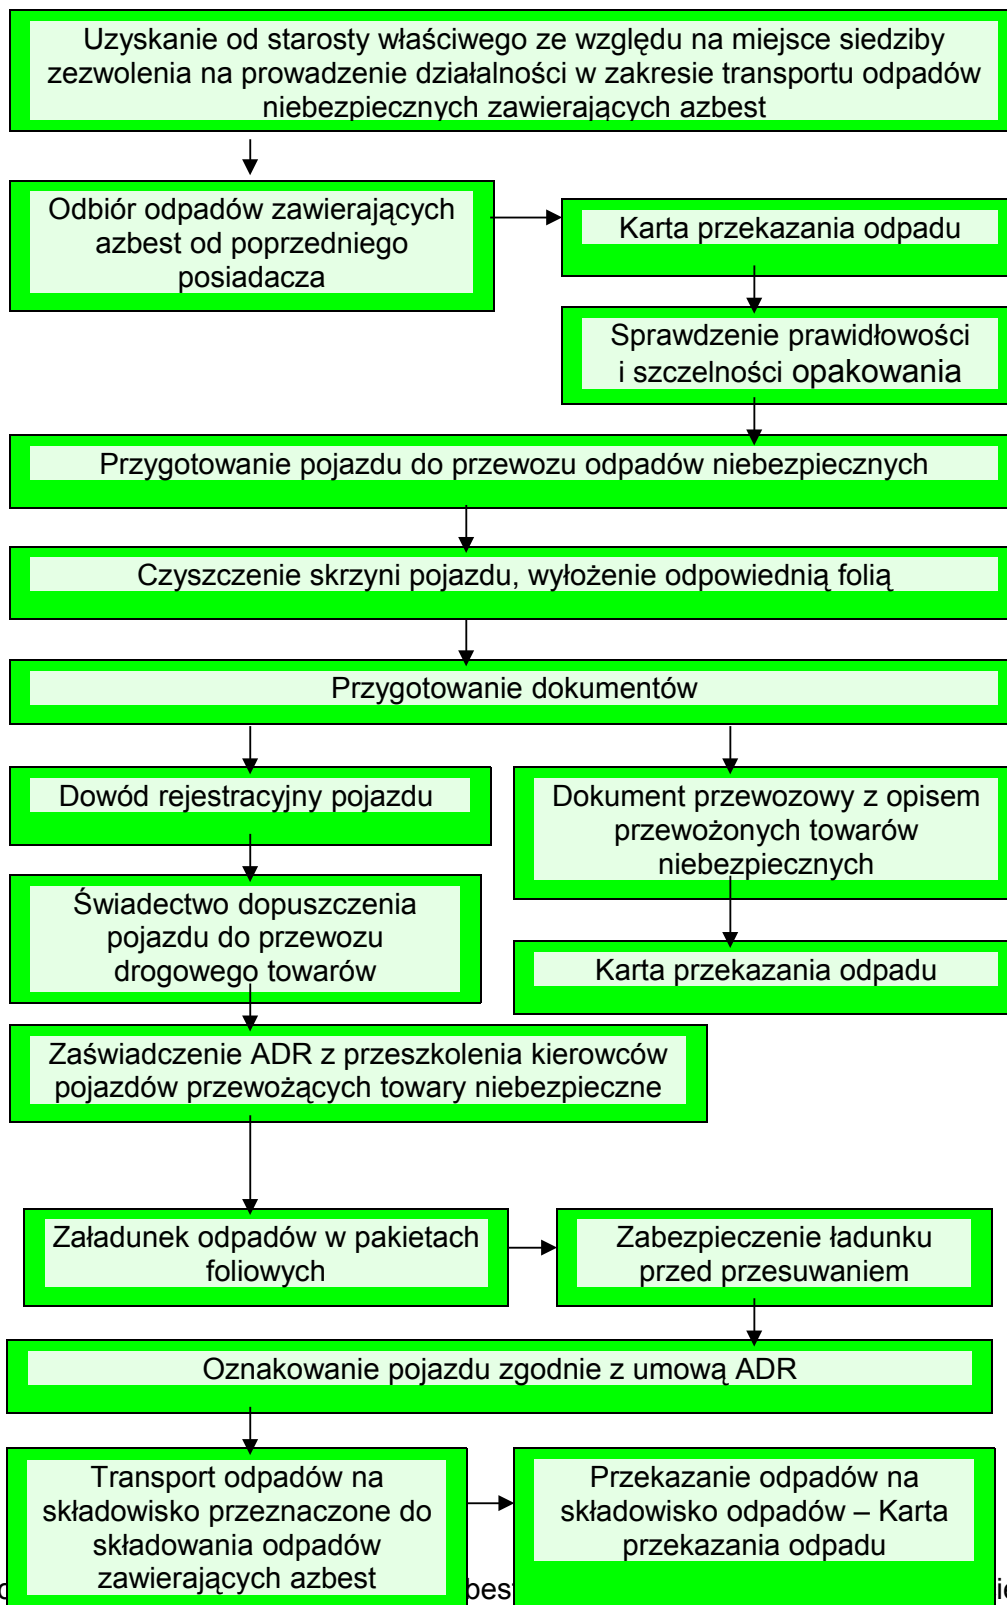 Uzyskanie od starosty właściwego ze względu na miejsce siedziby
zezwolenia na prowadzenie działalności w zakresie transportu odpadów
niebezpiecznych zawierających azbest
Odbiór odpadów zawierających
azbest od poprzedniego
posiadacza
Karta przekazania odpadu
Sprawdzenie prawidłowości
i szczelności opakowania
Przygotowanie pojazdu do przewozu odpadów niebezpiecznych
Czyszczenie skrzyni pojazdu, wyłożenie odpowiednią folią
Przygotowanie dokumentów
Dowód rejestracyjny pojazdu
Dokument przewozowy z opisem
przewożonych towarów
niebezpiecznych
Świadectwo dopuszczenia
pojazdu do przewozu
drogowego towarów
Karta przekazania odpadu
Zaświadczenie ADR z przeszkolenia kierowców
pojazdów przewożących towary niebezpieczne
Załadunek odpadów w pakietach
foliowych
Zabezpieczenie ładunku
przed przesuwaniem
Oznakowanie pojazdu zgodnie z umową ADR
Transport odpadów na
składowisko przeznaczone do
składowania odpadów
zawierających azbest
Przekazanie odpadów na
składowisko odpadów – Karta
przekazania odpadu